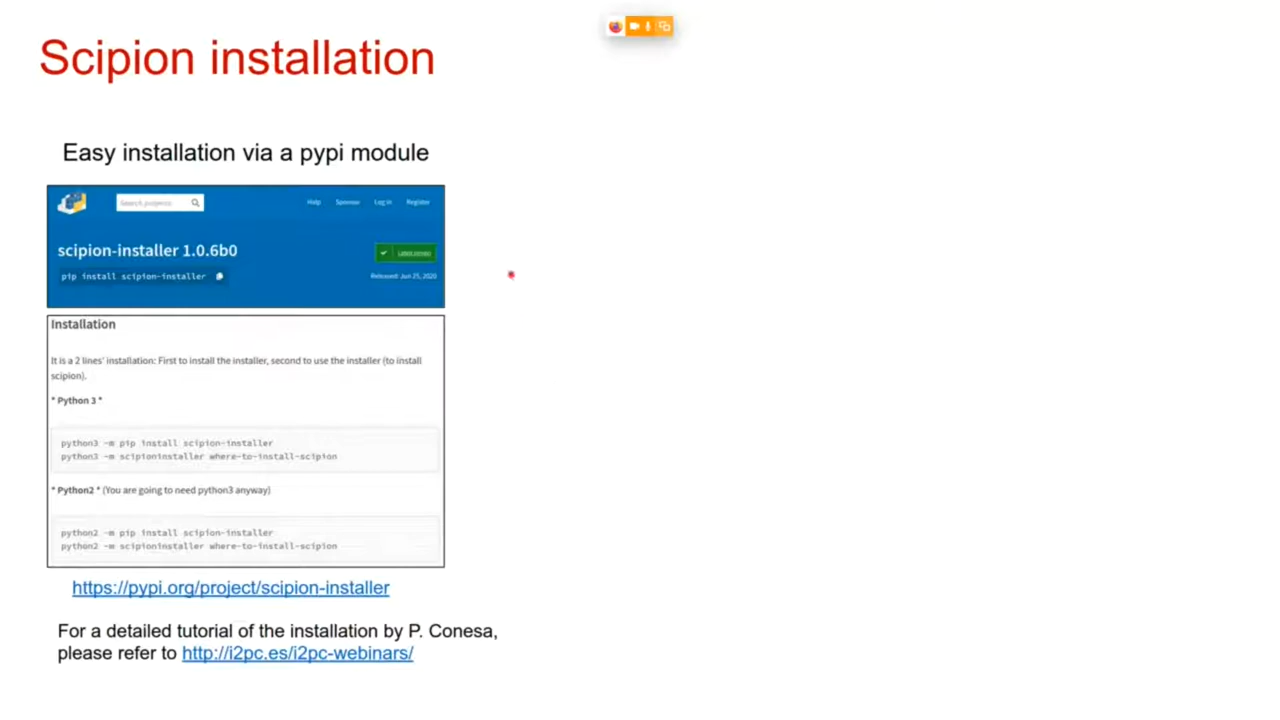 Scipion installation
Easy installation via a pypi module
Search projects
Help Sponsor Log in Register
scipion-installer 1.0.6b0
Latest version
pip install scipion-installer
Released: Jun 25, 2020
Installation
It is a 2 lines' installation: First to install the installer, second to use the installer (to install
scipion).
* Python 3 *
python3 -m pip install scipion-installer
python3 -m scipioninstaller where-to-install-scipion
* Python2 * (You are going to need python3 anyway)
python2 -m pip install scipion-installer
python2 -m scipioninstaller where-to-install-scipion
https://pypi.org/project/scipion-installer
For a detailed tutorial of the installation by P. Conesa,
please refer to http://i2pc.es/i2pc-webinars/